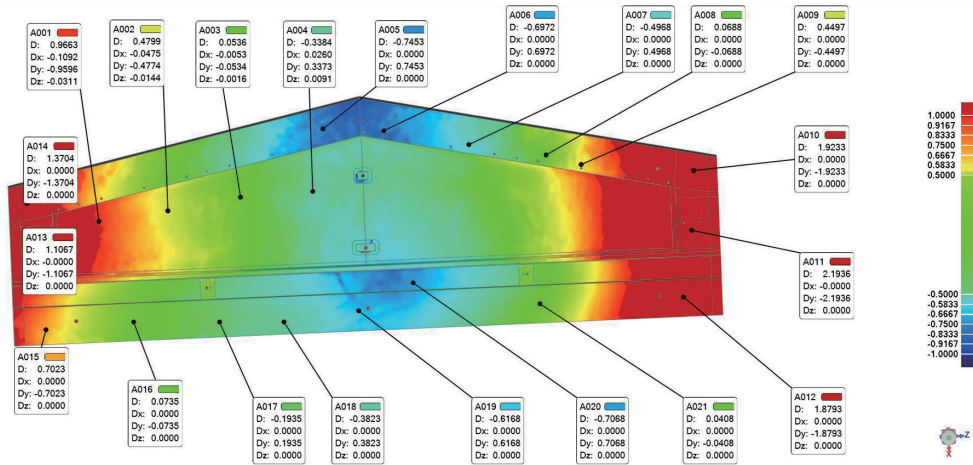 A001
D: 0.9663
Dx: -0.1092
Dy: -0.9596
Dz: -0.0311
A002
D: 0.4799
Dx: -0.0475
Dy: -0.4774
Dz: -0.0144
A003
D: 0.0536
Dx: -0.0053
Dy: -0.0534
Dz: -0.0016
A004
D: -0.3384
Dx: 0.0260
Dy: 0.3373
Dz: 0.0091
A005
D: -0.7453
Dx: 0.0000
Dy: 0.7453
Dz: 0.0000
A006
D: -0.6972
Dx: 0.0000
Dy: 0.6972
Dz: 0.0000
A007
D: -0.4968
Dx: 0.0000
Dy: 0.4968
Dz: 0.0000
A008
D: 0.0688
Dx: 0.0000
Dy: -0.0688
Dz: 0.0000
A009
D: 0.4497
Dx: 0.0000
Dy: -0.4497
Dz: 0.0000
A010
D: 1.9233
Dx: 0.0000
Dy: -1.9233
Dz: 0.0000
A014
D: 1.3704
Dx: 0.0000
Dy: -1.3704
Dz: 0.0000
A013
D: 1.1067
Dx: -0.0000
Dy: -1.1067
Dz: 0.0000
A011
D: 2.1936
Dx: -0.0000
Dy: -2.1936
Dz: 0.0000
A015
D: 0.7023
Dx: 0.0000
Dy: -0.7023
Dz: 0.0000
A016
D: 0.0735
Dx: 0.0000
Dy: -0.0735
Dz: 0.0000
A017
D: -0.1935
Dx: 0.0000
Dy: 0.1935
Dz: 0.0000
A018
D: -0.3823
Dx: 0.0000
Dy: 0.3823
Dz: 0.0000
A019
D: -0.6168
Dx: 0.0000
Dy: 0.6168
Dz: 0.0000
A020
D: -0.7068
Dx: 0.0000
Dy: 0.7068
Dz: 0.0000
A021
D: 0.0408
Dx: 0.0000
Dy: -0.0408
Dz: 0.0000
A012
D: 1.8793
Dx: 0.0000
Dy: -1.8793
Dz: 0.0000
1.0000
0.9167
0.8333
0.7500
0.6667
0.5833
0.5000
-0.5000
-0.5833
-0.6667
-0.7500
-0.8333
-0.9167
-1.0000
Z
X